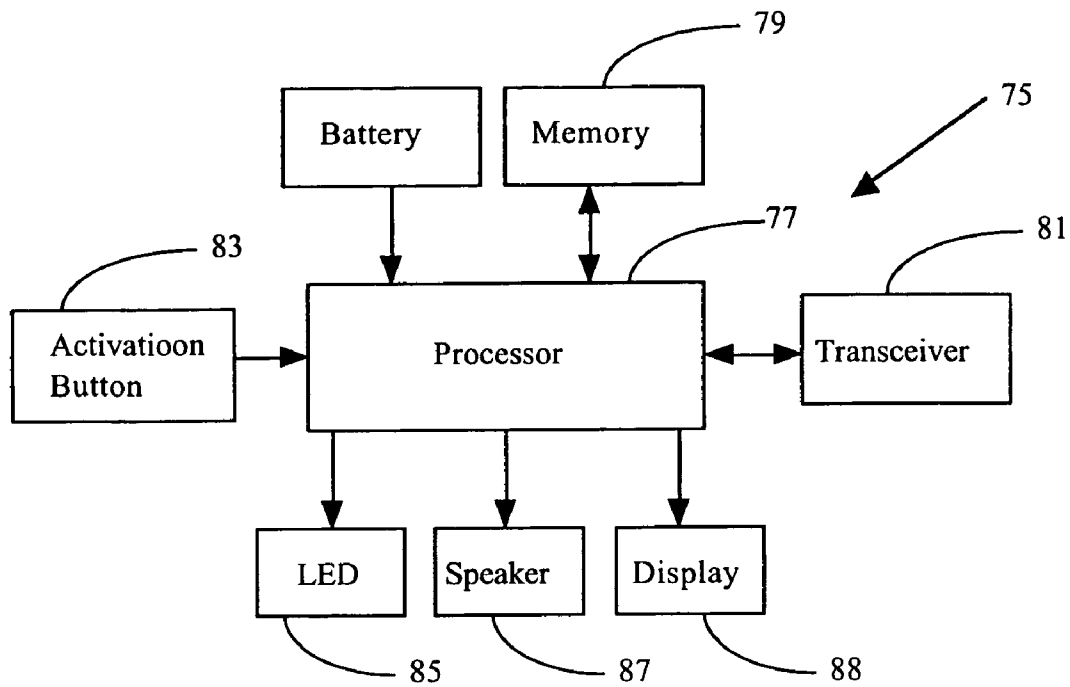 79
75
Battery
Memory
77
81
83
Activatioon
Button
Processor
Transceiver
LED
Speaker
Display
85
87
88